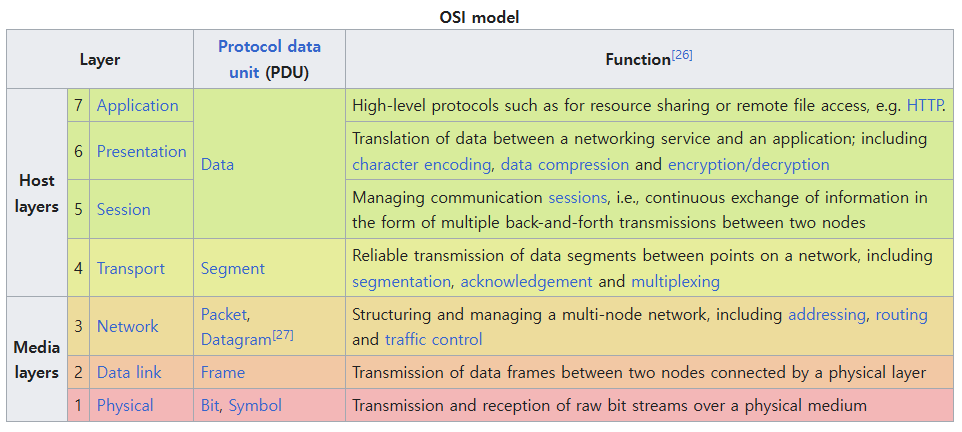 OSI model
Layer
Protocol data
unit (PDU)
Function[26]
Host
layers
7 Application
Data
High-level protocols such as for resource sharing or remote file access, e.g. HTTP.
6 Presentation
Translation of data between a networking service and an application; including
character encoding, data compression and encryption/decryption
5 Session
Managing communication sessions, i.e., continuous exchange of information in
the form of multiple back-and-forth transmissions between two nodes
4 Transport
Segment
Reliable transmission of data segments between points on a network, including
segmentation, acknowledgement and multiplexing
Media
layers
3 Network
Packet,
Datagram[27]
Structuring and managing a multi-node network, including addressing, routing
and traffic control
2 Data link
Frame
Transmission of data frames between two nodes connected by a physical layer
1 Physical
Bit, Symbol
Transmission and reception of raw bit streams over a physical medium